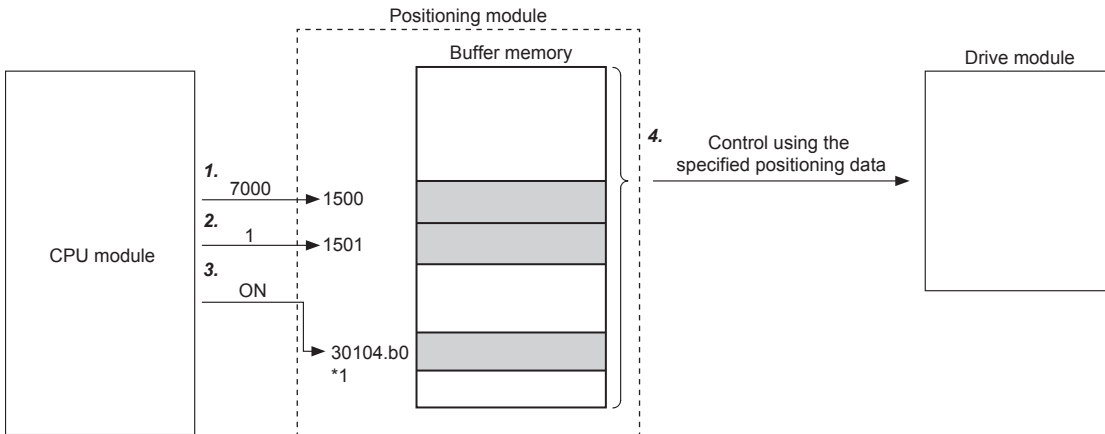 Positioning module
Buffer memory
Drive module
CPU module
1.
7000
1500
2.
1
1501
3.
ON
30104.b0
*1
4.
Control using the
specified positioning data